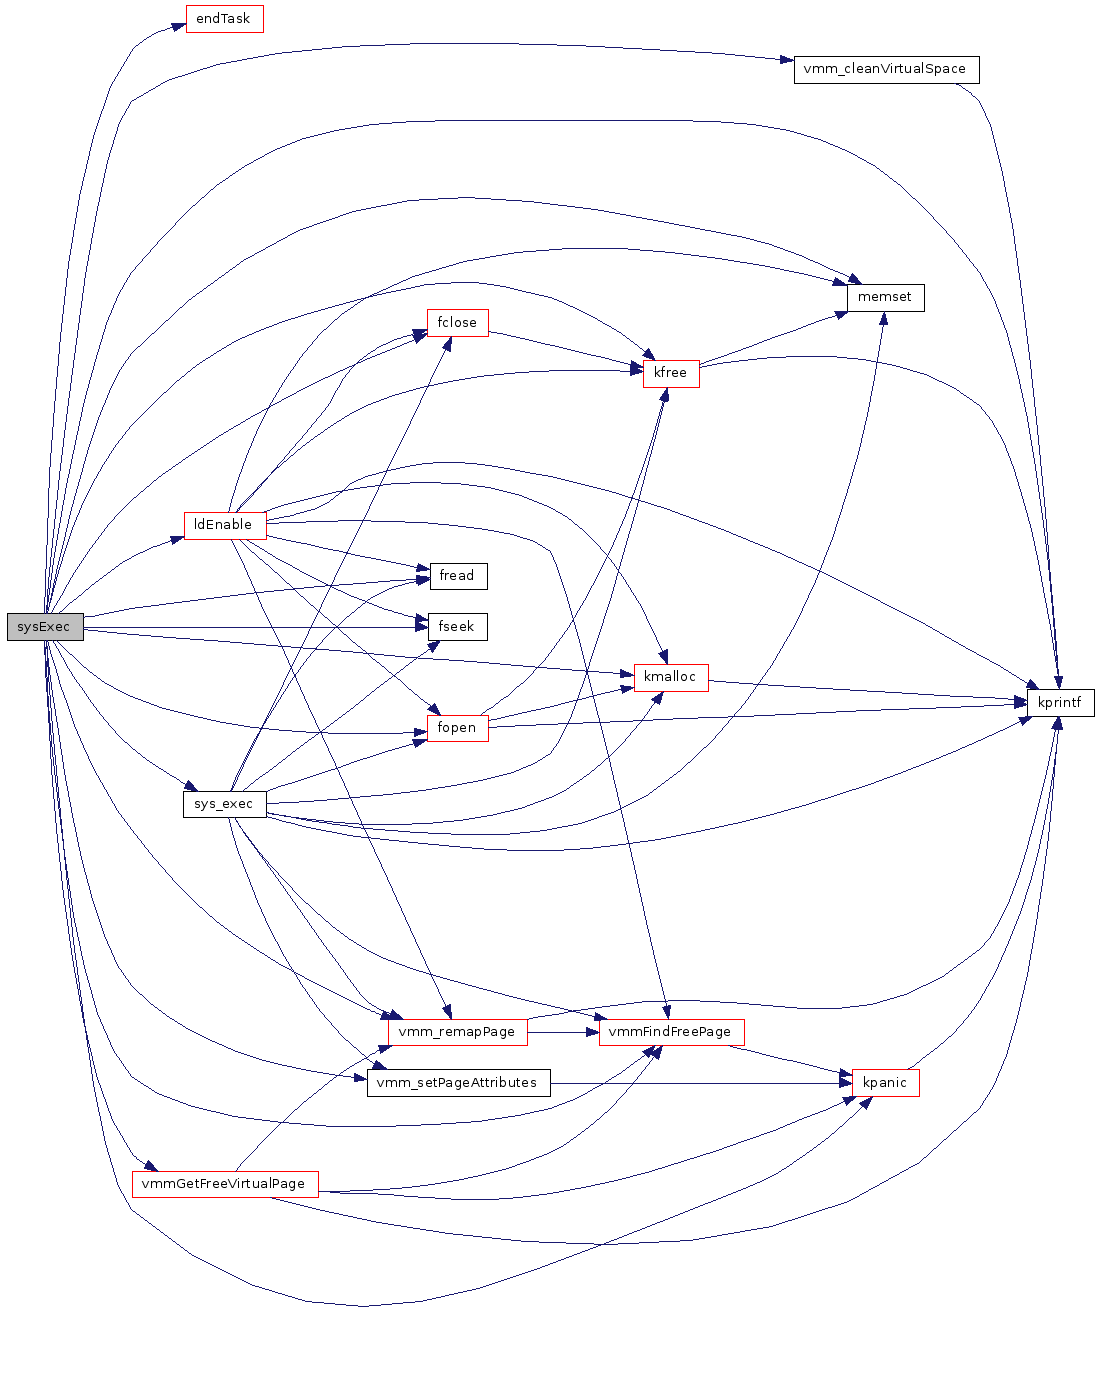 endTask
vmm_cleanVirtualSpace
memset
fclose
kfree
ldEnable
fread
sysExec
fseek
kmalloc
kprintf
fopen
sys_exec
vmm_remapPage
vmmFindFreePage
vmm_setPageAttributes
kpanic
vmmGetFreeVirtualPage